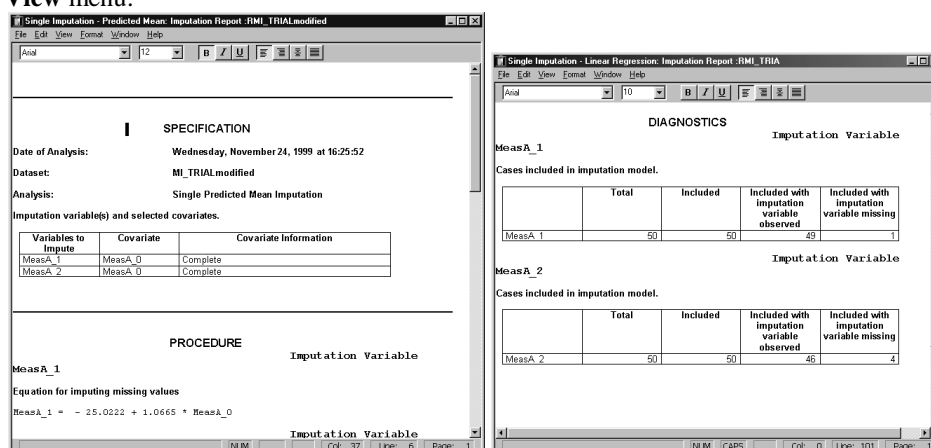 View menu.
Single Imputation - Predicted Mean: Imputation Report :RMI_TRIALmodified
File Edit View Format Window Help
Arial 12 B I U
SPECIFICATION
Date of Analysis: Wednesday, November 24, 1999 at 16:25:52
Dataset: MI_TRIALmodified
Analysis: Single Predicted Mean Imputation
Imputation variable(s) and selected covariates.
Variables to Impute Covariate Covariate Information
MeasA_1 MeasA_0 Complete
MeasA_2 MeasA_0 Complete
PROCEDURE
Imputation Variable
MeasA_1
Equation for imputing missing values
MeasA_1 = - 25.0222 + 1.0665 * MeasA_0
Imputation Variable
NUM Col: 37 Line: 6 Page: 1
Single Imputation - Linear Regression: Imputation Report :RMI_TRIA
File Edit View Format Window Help
Arial 10 B I U
DIAGNOSTICS
Imputation Variable
MeasA_1
Cases included in imputation model.
Total Included Included with imputation variable observed Included with imputation variable missing
MeasA_1 50 50 49 1
Imputation Variable
MeasA_2
Cases included in imputation model.
Total Included Included with imputation variable observed Included with imputation variable missing
MeasA_2 50 50 46 4
NUM CAPS Col: 0 Line: 101 Page: 1